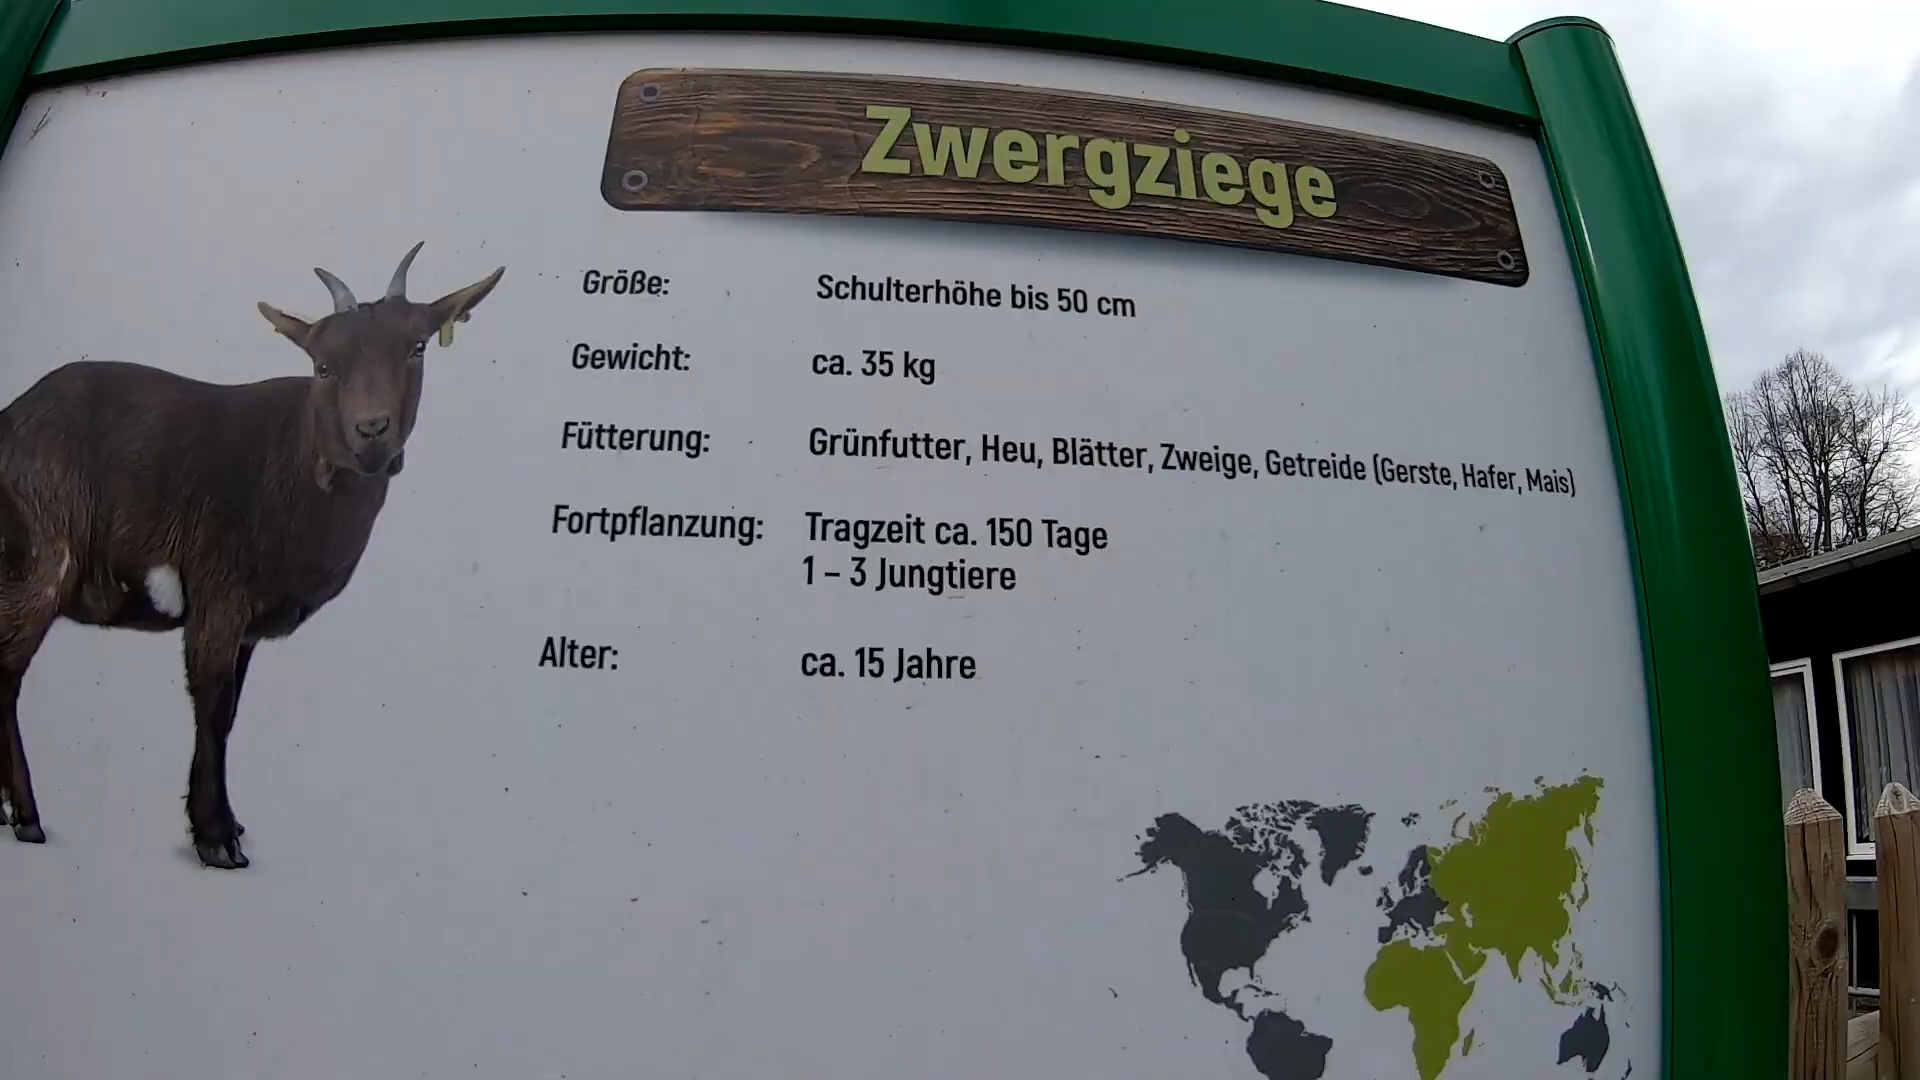 Zwergziege
Größe: Schulterhöhe bis 50 cm
Gewicht: ca. 35 kg
Fütterung: Grünfutter, Heu, Blätter, Zweige, Getreide (Gerste, Hafer, Mais)
Fortpflanzung: Tragzeit ca. 150 Tage
1 – 3 Jungtiere
Alter: ca. 15 Jahre